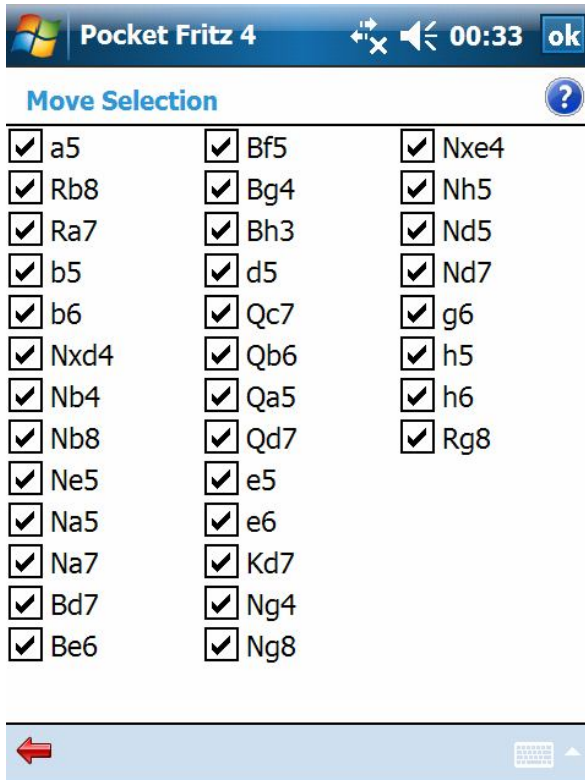 Pocket Fritz 4 00:33 ok
Move Selection ?
a5 Bf5 Nxe4
Rb8 Bg4 Nh5
Ra7 Bh3 Nd5
b5 d5 Nd7
b6 Qc7 g6
Nxd4 Qb6 h5
Nb4 Qa5 h6
Nb8 Qd7 Rg8
Ne5 e5
Na5 e6
Na7 Kd7
Bd7 Ng4
Be6 Ng8